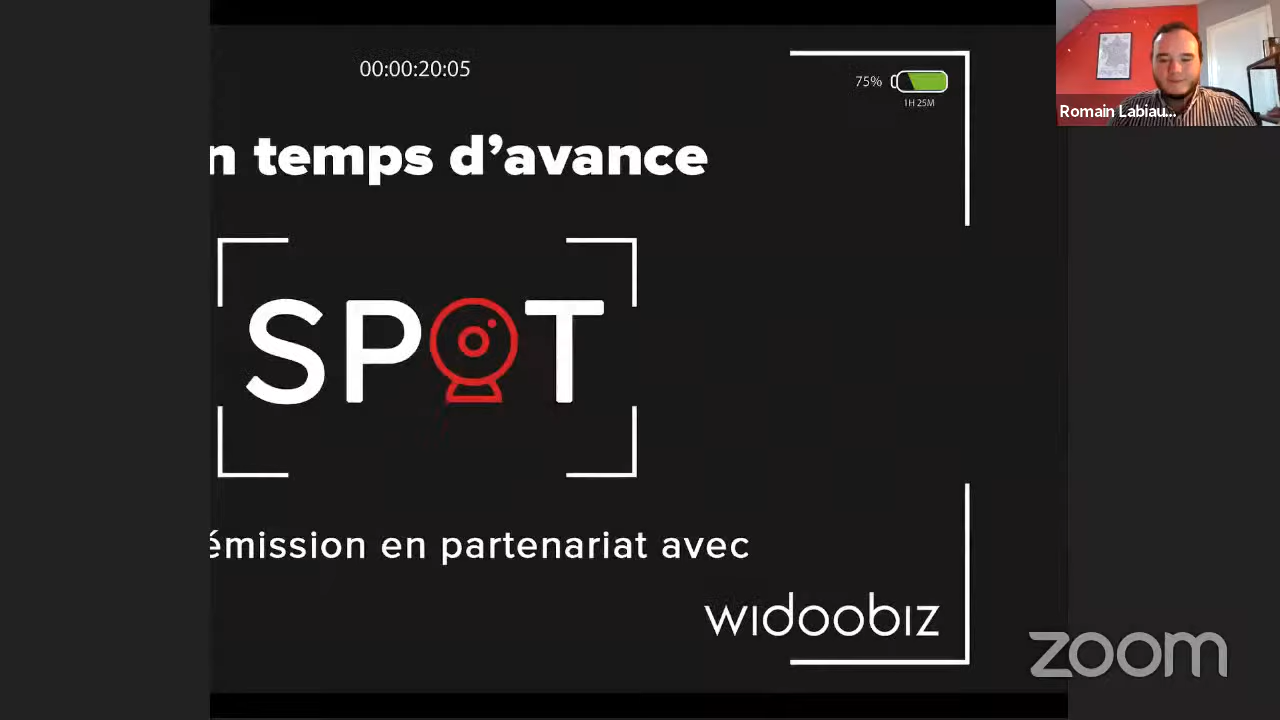 00:00:20:05
75%
1H 25M
Romain Labiau...
n temps d'avance
SPOT
émission en partenariat avec
widoobiz
zoom